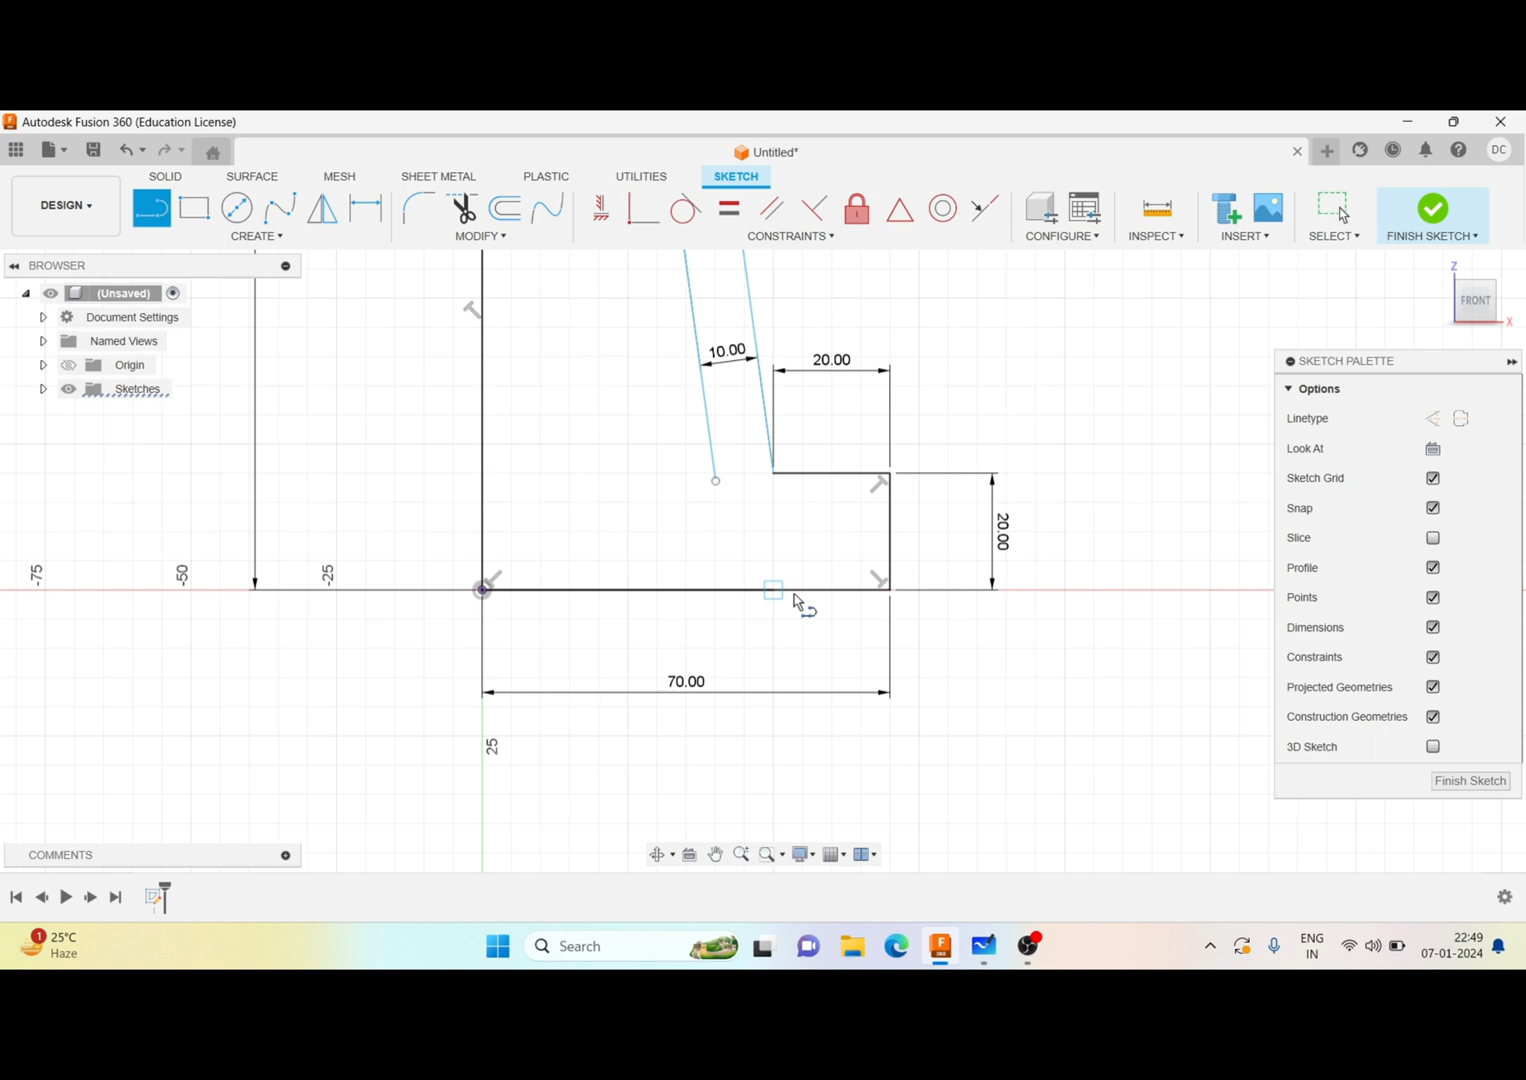 Autodesk Fusion 360 (Education License)
Untitled*
DC
SOLID SURFACE MESH SHEET METAL PLASTIC UTILITIES SKETCH
DESIGN
CREATE MODIFY CONSTRAINTS CONFIGURE INSPECT INSERT SELECT FINISH SKETCH
BROWSER
(Unsaved)
Document Settings
Named Views
Origin
Sketches
Z
FRONT
X
10.00
20.00
20.00
-75
-50
-25
70.00
25
SKETCH PALETTE
Options
Linetype
Look At
Sketch Grid
Snap
Slice
Profile
Points
Dimensions
Constraints
Projected Geometries
Construction Geometries
3D Sketch
Finish Sketch
COMMENTS
1
25°C
Haze
Search
ENG
IN
22:49
07-01-2024